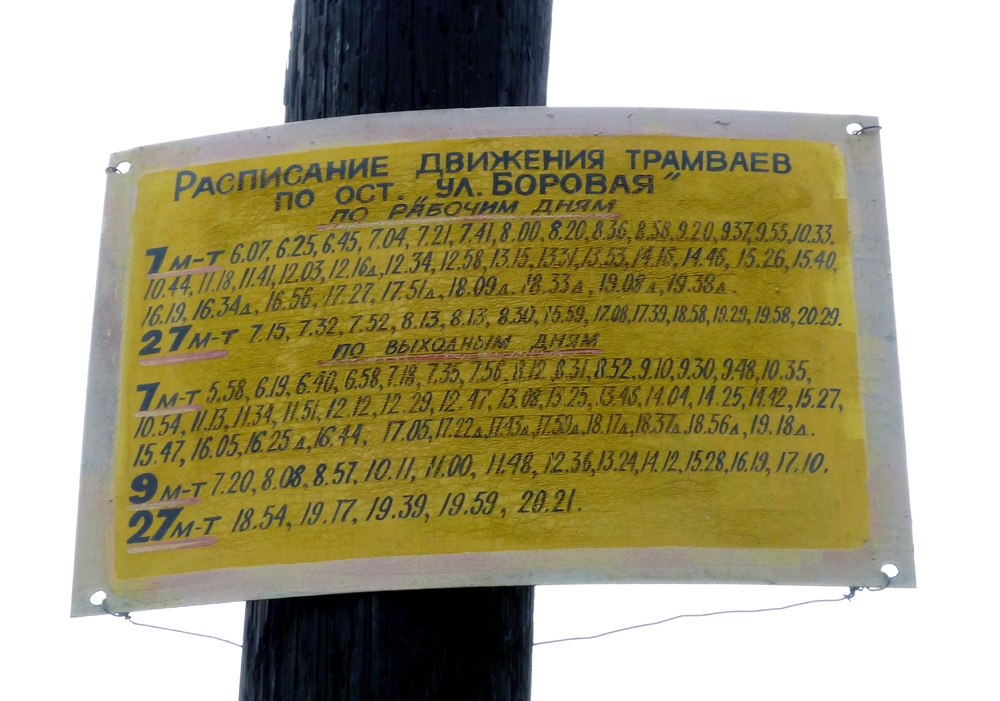 РАСПИСАНИЕ ДВИЖЕНИЯ ТРАМВАЕВ
ПО ОСТ. „УЛ. БОРОВАЯ"
ПО РАБОЧИМ ДНЯМ
7 М-Т 6.07, 6.25, 6.45, 7.04, 7.21, 7.41, 8.00, 8.20, 8.36, 8.58, 9.20, 9.37, 9.55, 10.33.
10.44, 11.18, 11.41, 12.03, 12.16д, 12.34, 12.58, 13.15, 13.31, 13.53, 14.18, 14.46, 15.26, 15.40,
16.19, 16.34д, 16.56, 17.27, 17.51д, 18.09д, 18.33д, 19.08д, 19.38д.
27 М-Т 7.15, 7.32, 7.52, 8.13, 8.13, 8.30, 15.59, 17.08, 17.39, 18.58, 19.29, 19.58, 20.29.
ПО ВЫХОДНЫМ ДНЯМ
7 М-Т 5.58, 6.19, 6.40, 6.58, 7.18, 7.35, 7.56, 8.12, 8.31, 8.52, 9.10, 9.30, 9.48, 10.35,
10.54, 11.13, 11.34, 11.51, 12.12, 12.29, 12.47, 13.08, 13.25, 13.45, 14.04, 14.25, 14.42, 15.27,
15.47, 16.05, 16.25д, 16.44, 17.05, 17.22д, 17.43д, 17.59д, 18.17д, 18.37д, 18.56д, 19.18д.
9 М-Т 7.20, 8.08, 8.57, 10.11, 11.00, 11.48, 12.36, 13.24, 14.12, 15.28, 16.19, 17.10.
27 М-Т 18.54, 19.17, 19.39, 19.59, 20.21.